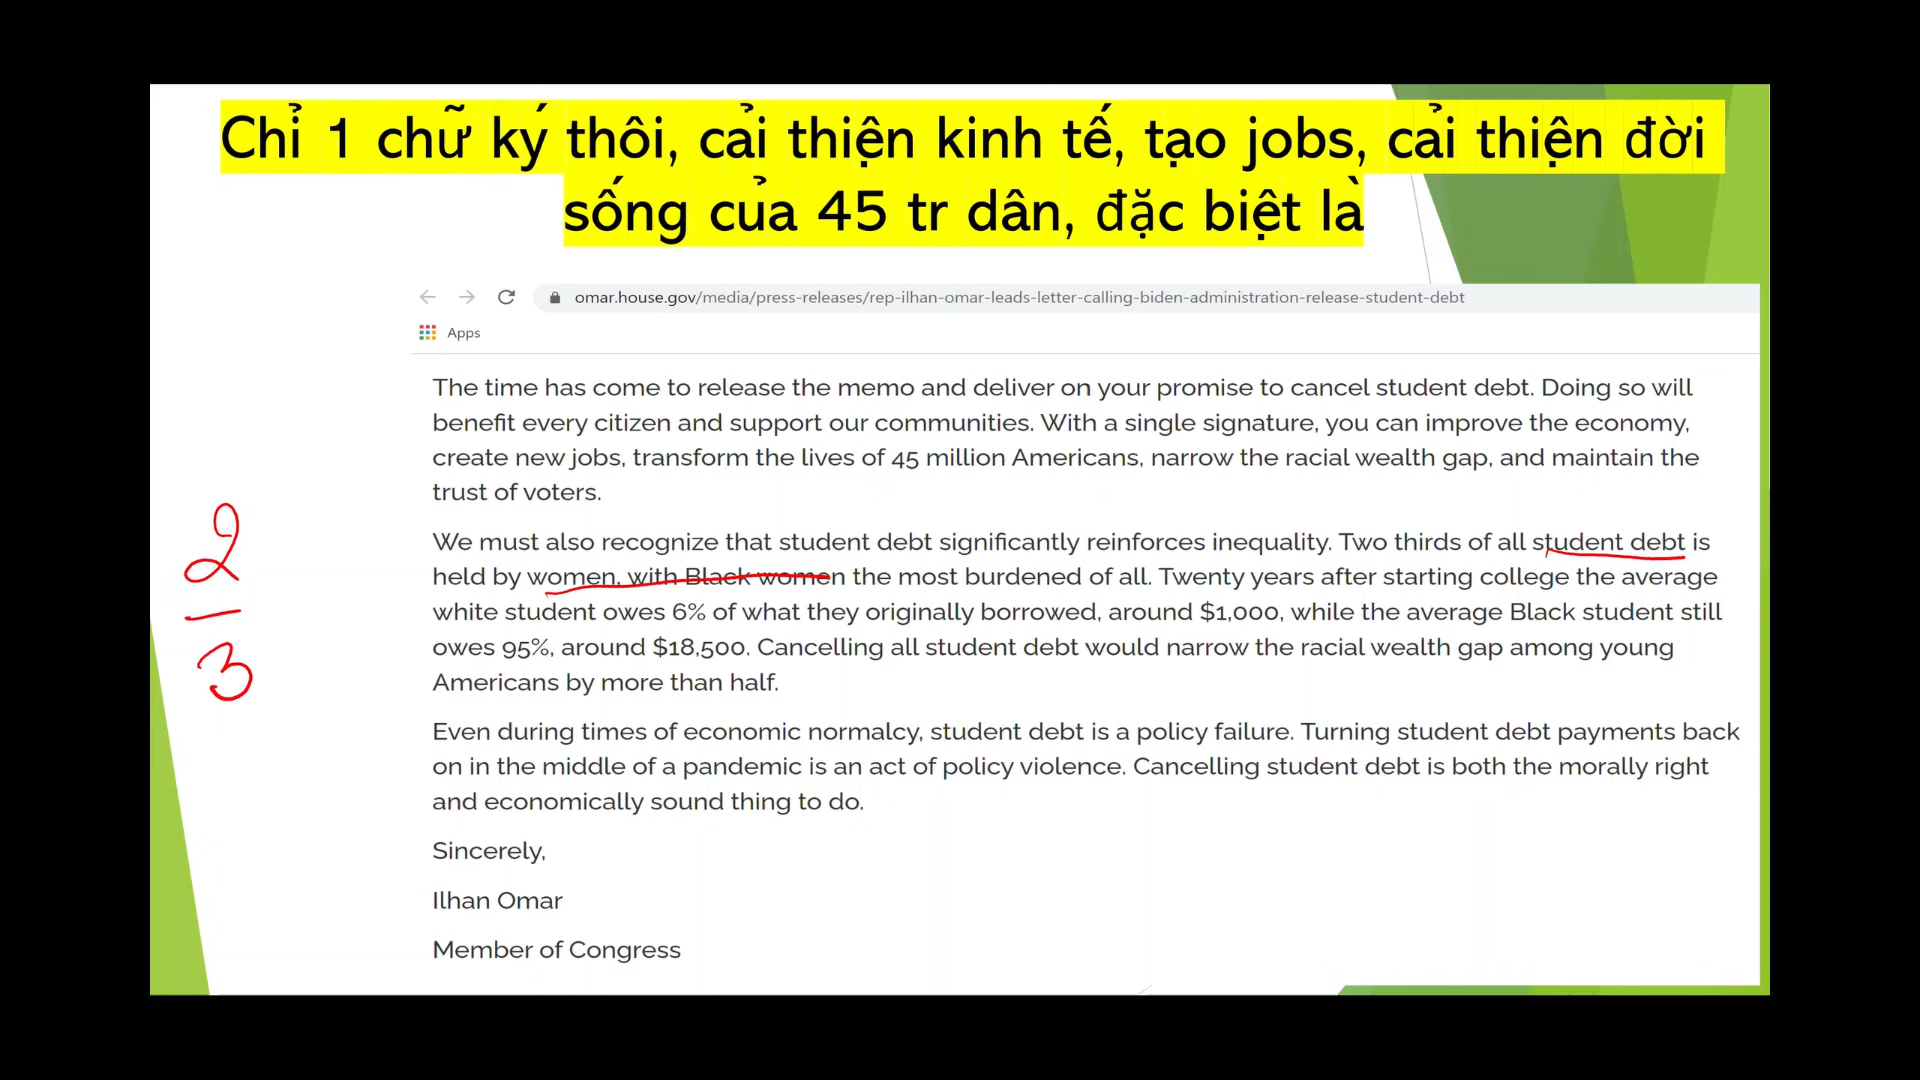 Chỉ 1 chữ ký thôi, cải thiện kinh tế, tạo jobs, cải thiện đời
sống của 45 tr dân, đặc biệt là
omar.house.gov/media/press-releases/rep-ilhan-omar-leads-letter-calling-biden-administration-release-student-debt
Apps
The time has come to release the memo and deliver on your promise to cancel student debt. Doing so will
benefit every citizen and support our communities. With a single signature, you can improve the economy,
create new jobs, transform the lives of 45 million Americans, narrow the racial wealth gap, and maintain the
trust of voters.
We must also recognize that student debt significantly reinforces inequality. Two thirds of all student debt is
held by women, with Black women the most burdened of all. Twenty years after starting college the average
white student owes 6% of what they originally borrowed, around $1,000, while the average Black student still
owes 95%, around $18,500. Cancelling all student debt would narrow the racial wealth gap among young
Americans by more than half.
Even during times of economic normalcy, student debt is a policy failure. Turning student debt payments back
on in the middle of a pandemic is an act of policy violence. Cancelling student debt is both the morally right
and economically sound thing to do.
Sincerely,
Ilhan Omar
Member of Congress
2
3